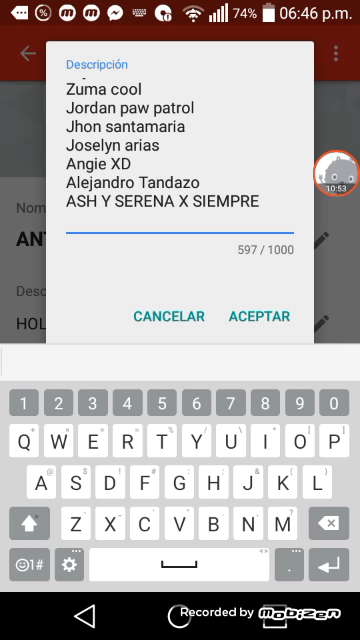 74% 06:46 p.m.
Descripción
Zuma cool
Jordan paw patrol
Jhon santamaria
Joselyn arias
Angie XD
Alejandro Tandazo
ASH Y SERENA X SIEMPRE
10:53
Nom
ANT
597 / 1000
Desc
HOL
CANCELAR ACEPTAR
1 2 3 4 5 6 7 8 9 0
Q W E R T Y U I O P
A S D F G H J K L
Z X C V B N M
1#
Recorded by mobizen